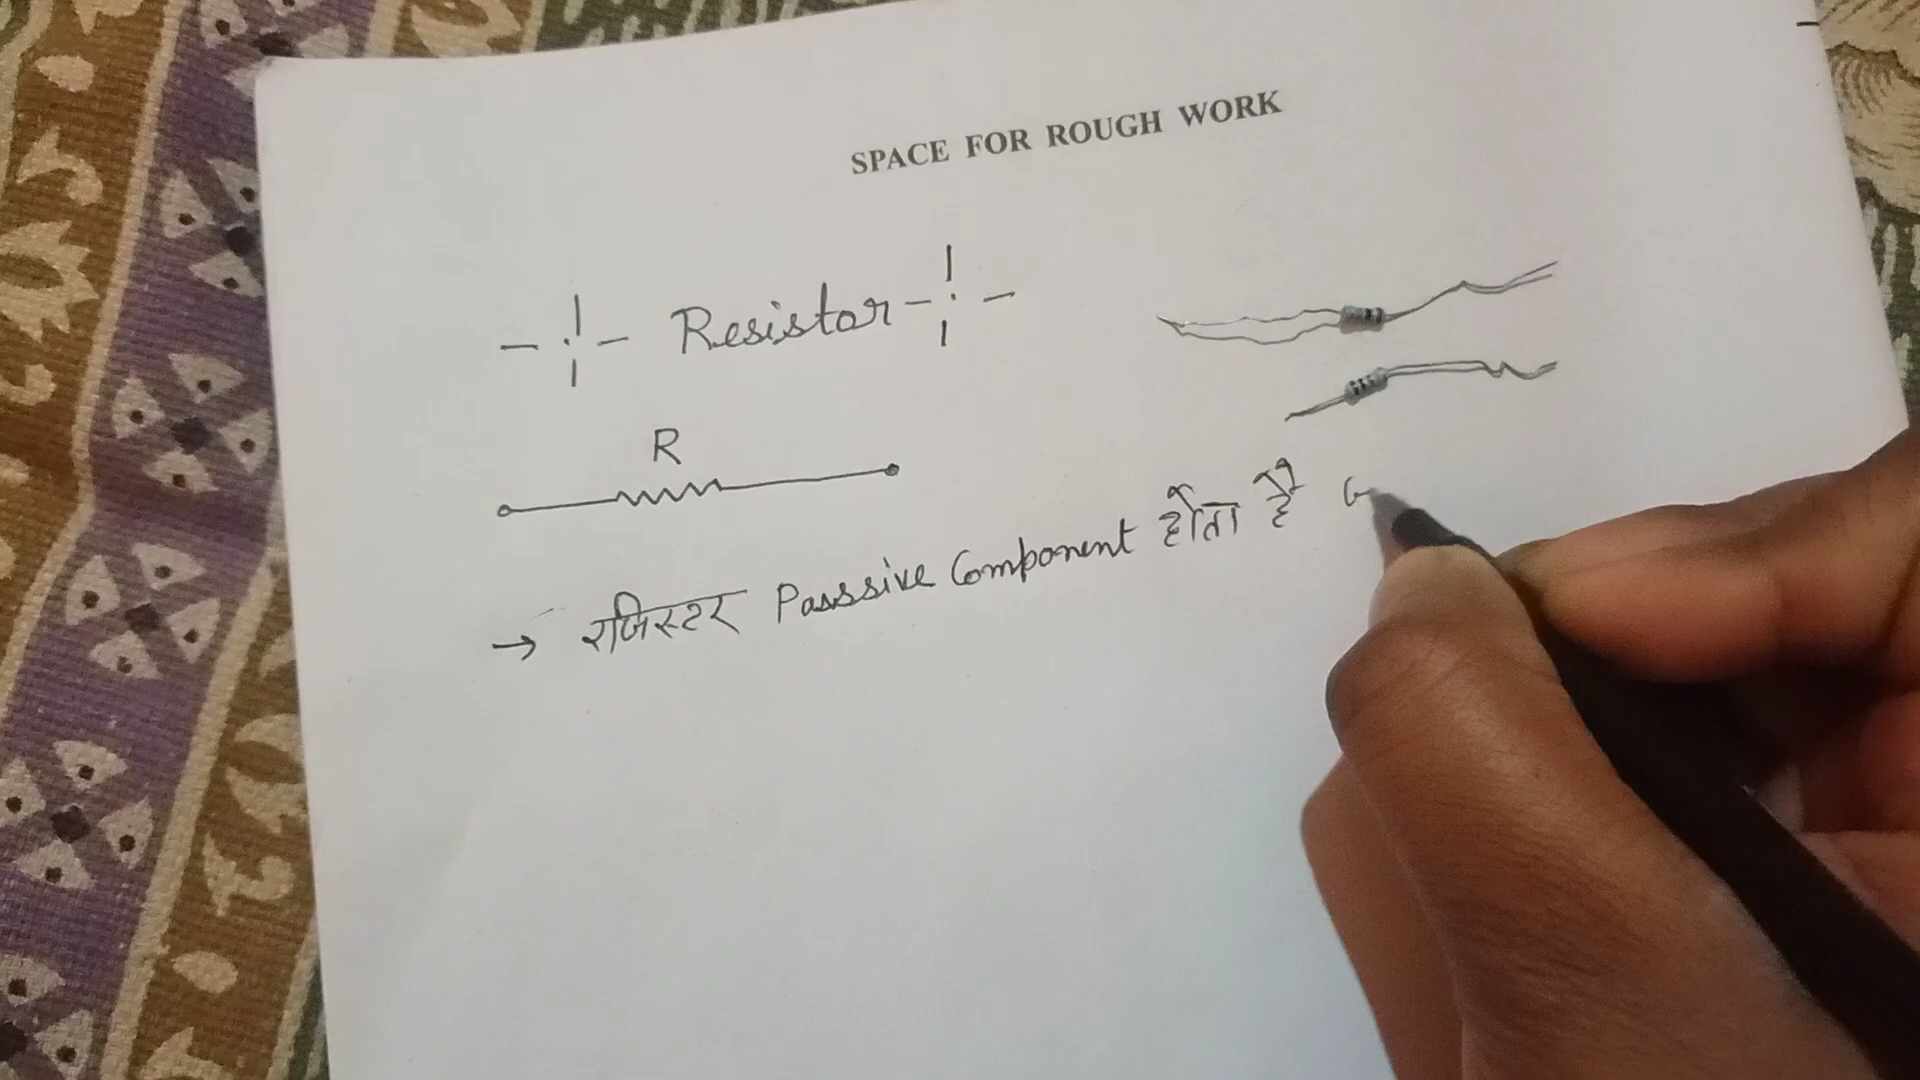 SPACE FOR ROUGH WORK
Resistor
R
→ रजिस्टर Passsive Component होता है